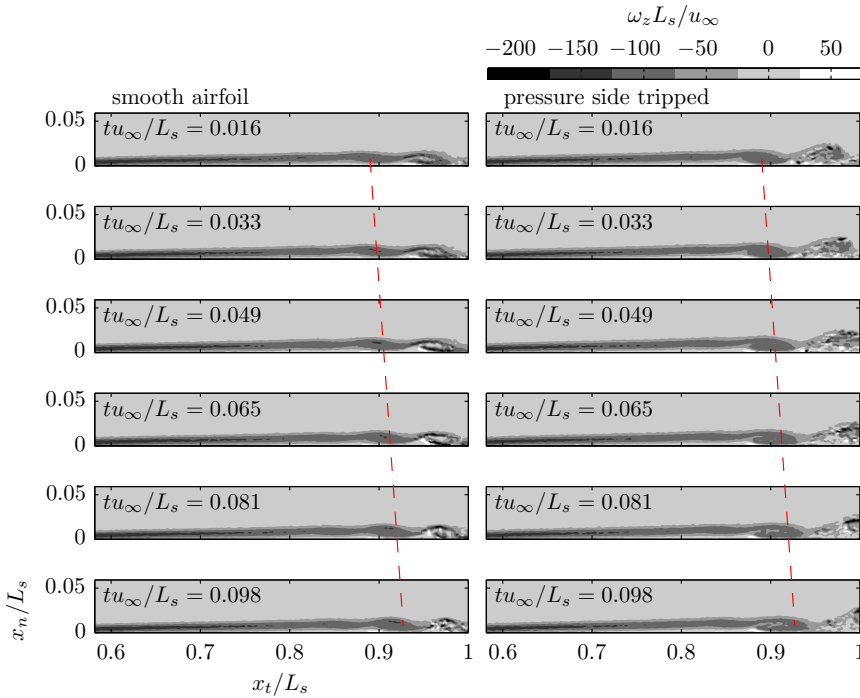 ω_z L_s/u_∞
−200 −150 −100 −50 0 50
smooth airfoil pressure side tripped
0.05 tu_∞/L_s = 0.016 tu_∞/L_s = 0.016
0
0.05 tu_∞/L_s = 0.033 tu_∞/L_s = 0.033
0
0.05 tu_∞/L_s = 0.049 tu_∞/L_s = 0.049
0
0.05 tu_∞/L_s = 0.065 tu_∞/L_s = 0.065
0
0.05 tu_∞/L_s = 0.081 tu_∞/L_s = 0.081
0
0.05 tu_∞/L_s = 0.098 tu_∞/L_s = 0.098
0
x_n/L_s
0.6 0.7 0.8 0.9 1 0.6 0.7 0.8 0.9 1
x_t/L_s x_t/L_s